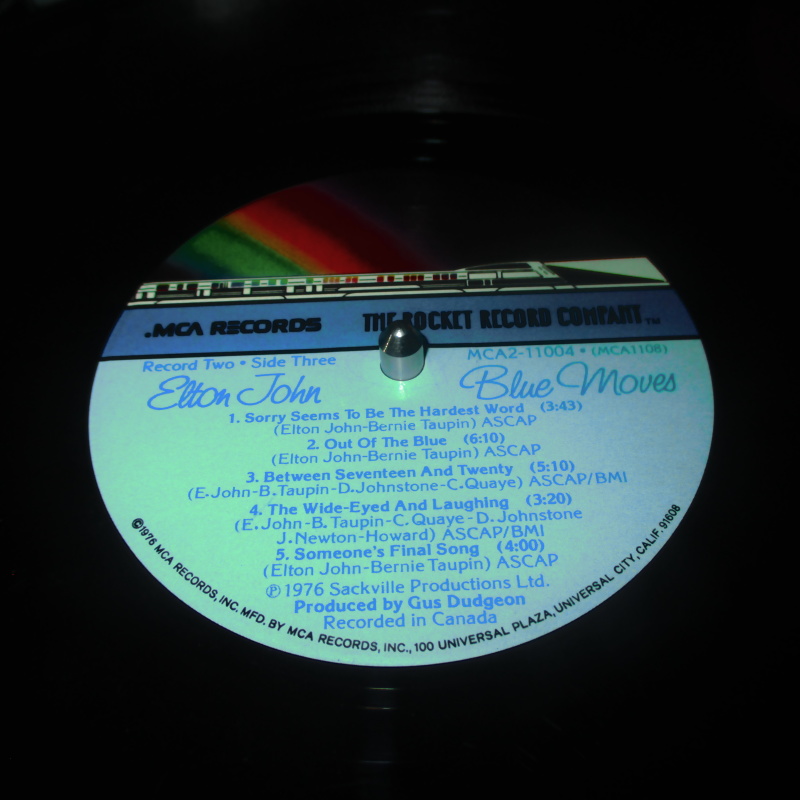 .MCA RECORDS
THE ROCKET RECORD COMPANY™
Record Two • Side Three
MCA2-11004 • (MCA1108)
Elton John
Blue Moves
1. Sorry Seems To Be The Hardest Word (3:43)
(Elton John-Bernie Taupin) ASCAP
2. Out Of The Blue (6:10)
(Elton John-Bernie Taupin) ASCAP
3. Between Seventeen And Twenty (5:10)
(E.John-B.Taupin-D.Johnstone-C.Quaye) ASCAP/BMI
4. The Wide-Eyed And Laughing (3:20)
(E.John-B.Taupin-C.Quaye-D.Johnstone
J.Newton-Howard) ASCAP/BMI
5. Someone's Final Song (4:00)
(Elton John-Bernie Taupin) ASCAP
℗1976 Sackville Productions Ltd.
Produced by Gus Dudgeon
Recorded in Canada
©1976 MCA RECORDS, INC. MFD. BY MCA RECORDS, INC., 100 UNIVERSAL PLAZA, UNIVERSAL CITY, CALIF. 91608